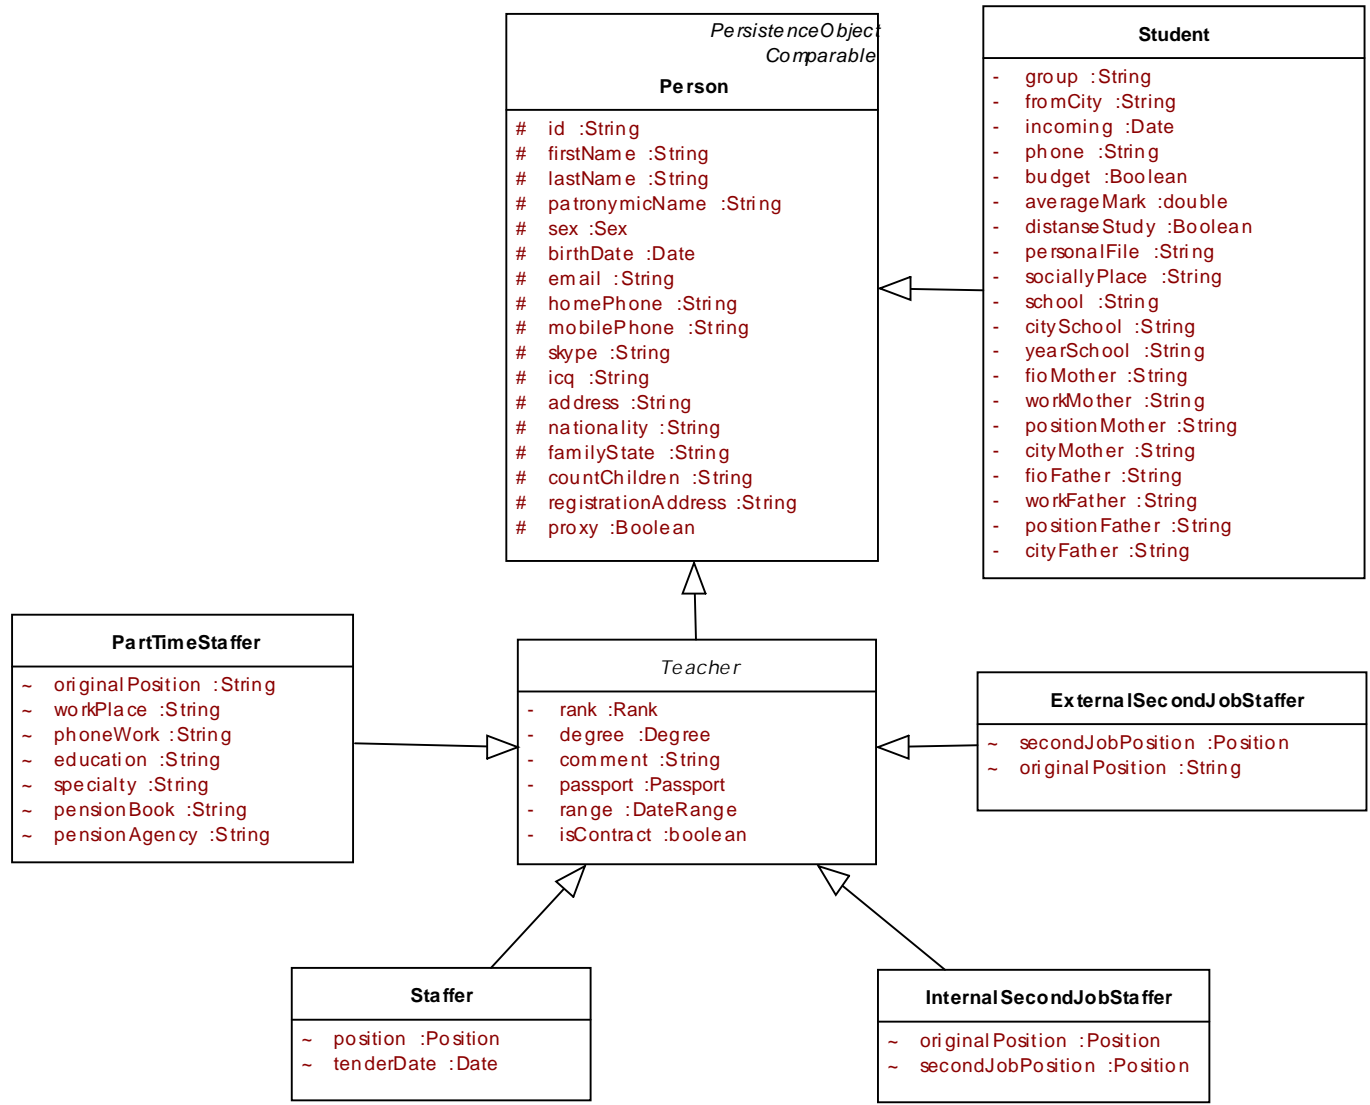 PersistenceObject
Comparable
Person
# id :String
# firstName :String
# lastName :String
# patronymicName :String
# sex :Sex
# birthDate :Date
# email :String
# homePhone :String
# mobilePhone :String
# skype :String
# icq :String
# address :String
# nationality :String
# familyState :String
# countChildren :String
# registrationAddress :String
# proxy :Boolean
Student
- group :String
- fromCity :String
- incoming :Date
- phone :String
- budget :Boolean
- averageMark :double
- distanseStudy :Boolean
- personalFile :String
- sociallyPlace :String
- school :String
- citySchool :String
- yearSchool :String
- fioMother :String
- workMother :String
- positionMother :String
- cityMother :String
- fioFather :String
- workFather :String
- positionFather :String
- cityFather :String
PartTimeStaffer
~ originalPosition :String
~ workPlace :String
~ phoneWork :String
~ education :String
~ specialty :String
~ pensionBook :String
~ pensionAgency :String
Teacher
- rank :Rank
- degree :Degree
- comment :String
- passport :Passport
- range :DateRange
- isContract :boolean
ExternalSecondJobStaffer
~ secondJobPosition :Position
~ originalPosition :String
Staffer
~ position :Position
~ tenderDate :Date
InternalSecondJobStaffer
~ originalPosition :Position
~ secondJobPosition :Position